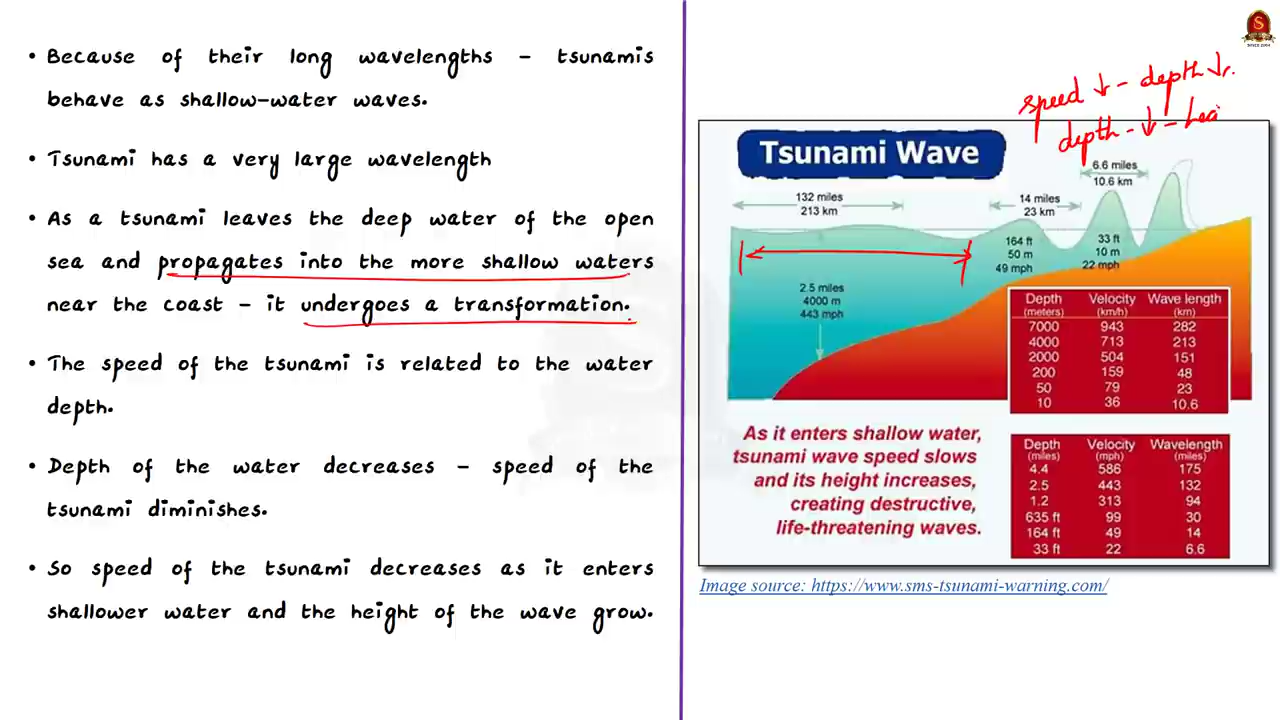 • Because of their long wavelengths - tsunamis
behave as shallow-water waves.
• Tsunami has a very large wavelength
• As a tsunami leaves the deep water of the open
sea and propagates into the more shallow waters
near the coast - it undergoes a transformation.
• The speed of the tsunami is related to the water
depth.
• Depth of the water decreases - speed of the
tsunami diminishes.
• So speed of the tsunami decreases as it enters
shallower water and the height of the wave grow.
speed ↓ - depth ↓.
depth - ↓ - hei
Tsunami Wave
132 miles
213 km
14 miles
23 km
6.6 miles
10.6 km
2.5 miles
4000 m
443 mph
164 ft
50 m
49 mph
33 ft
10 m
22 mph
Depth Velocity Wave length
(meters) (km/h) (km)
7000 943 282
4000 713 213
2000 504 151
200 159 48
50 79 23
10 36 10.6
As it enters shallow water,
tsunami wave speed slows
and its height increases,
creating destructive,
life-threatening waves.
Depth Velocity Wavelength
(miles) (mph) (miles)
4.4 586 175
2.5 443 132
1.2 313 94
635 ft 99 30
164 ft 49 14
33 ft 22 6.6
Image source: https://www.sms-tsunami-warning.com/